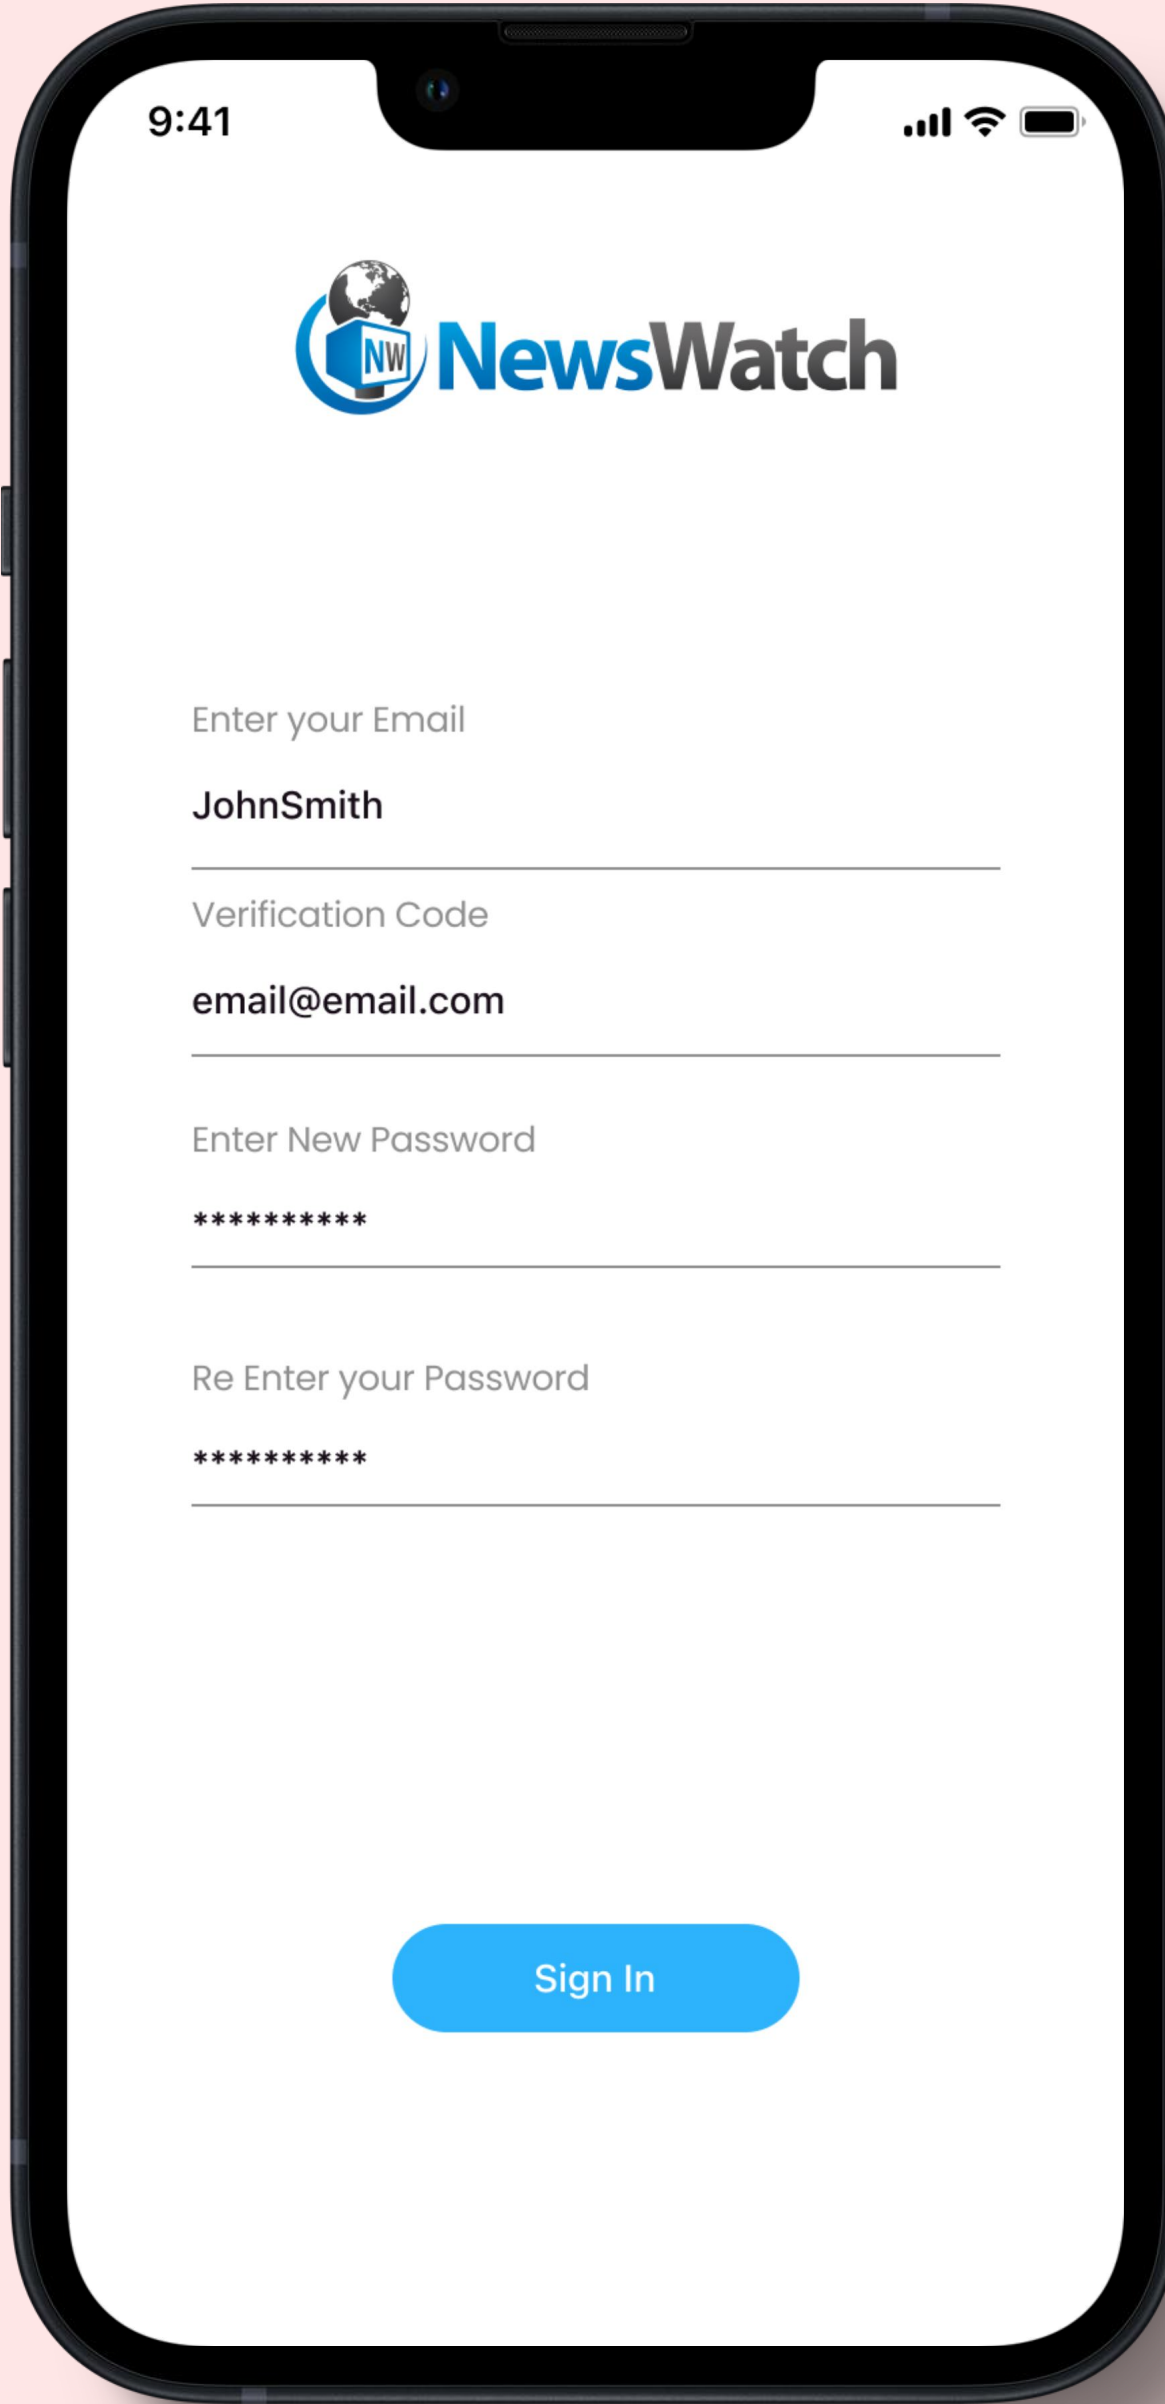 9:41
NW NewsWatch
Enter your Email
JohnSmith
Verification Code
email@email.com
Enter New Password
**********
Re Enter your Password
**********
Sign In